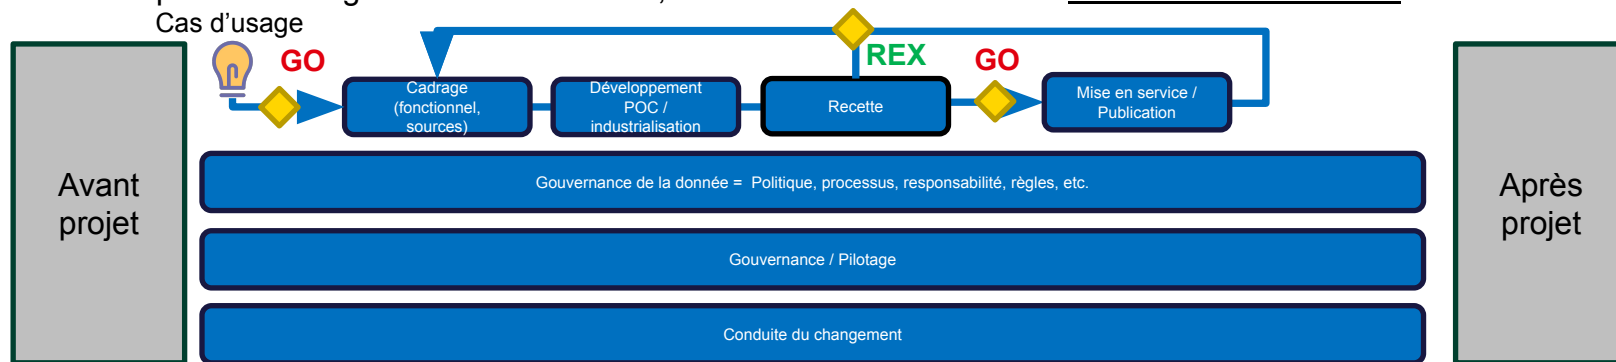 Cas d’usage
GO
REX
GO
Cadrage
(fonctionnel,
sources)
Développement
POC /
industrialisation
Recette
Mise en service /
Publication
Avant
projet
Gouvernance de la donnée = Politique, processus, responsabilité, règles, etc.
Gouvernance / Pilotage
Conduite du changement
Après
projet